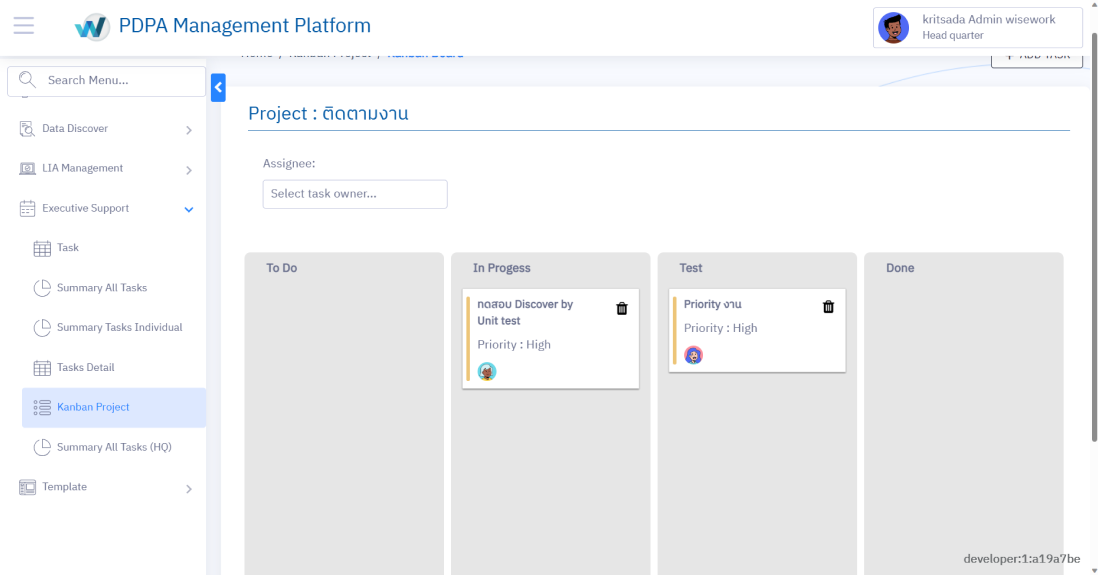 PDPA Management Platform
kritsada Admin wisework
Head quarter
Search Menu...
Home / Kanban Project / Kanban Board
+ ADD TASK
Data Discover
LIA Management
Executive Support
Task
Summary All Tasks
Summary Tasks Individual
Tasks Detail
Kanban Project
Summary All Tasks (HQ)
Template
Project : ติดตามงาน
Assignee:
Select task owner...
To Do
In Progess
ทดสอบ Discover by
Unit test
Priority : High
Test
Priority งาน
Priority : High
Done
developer:1:a19a7be